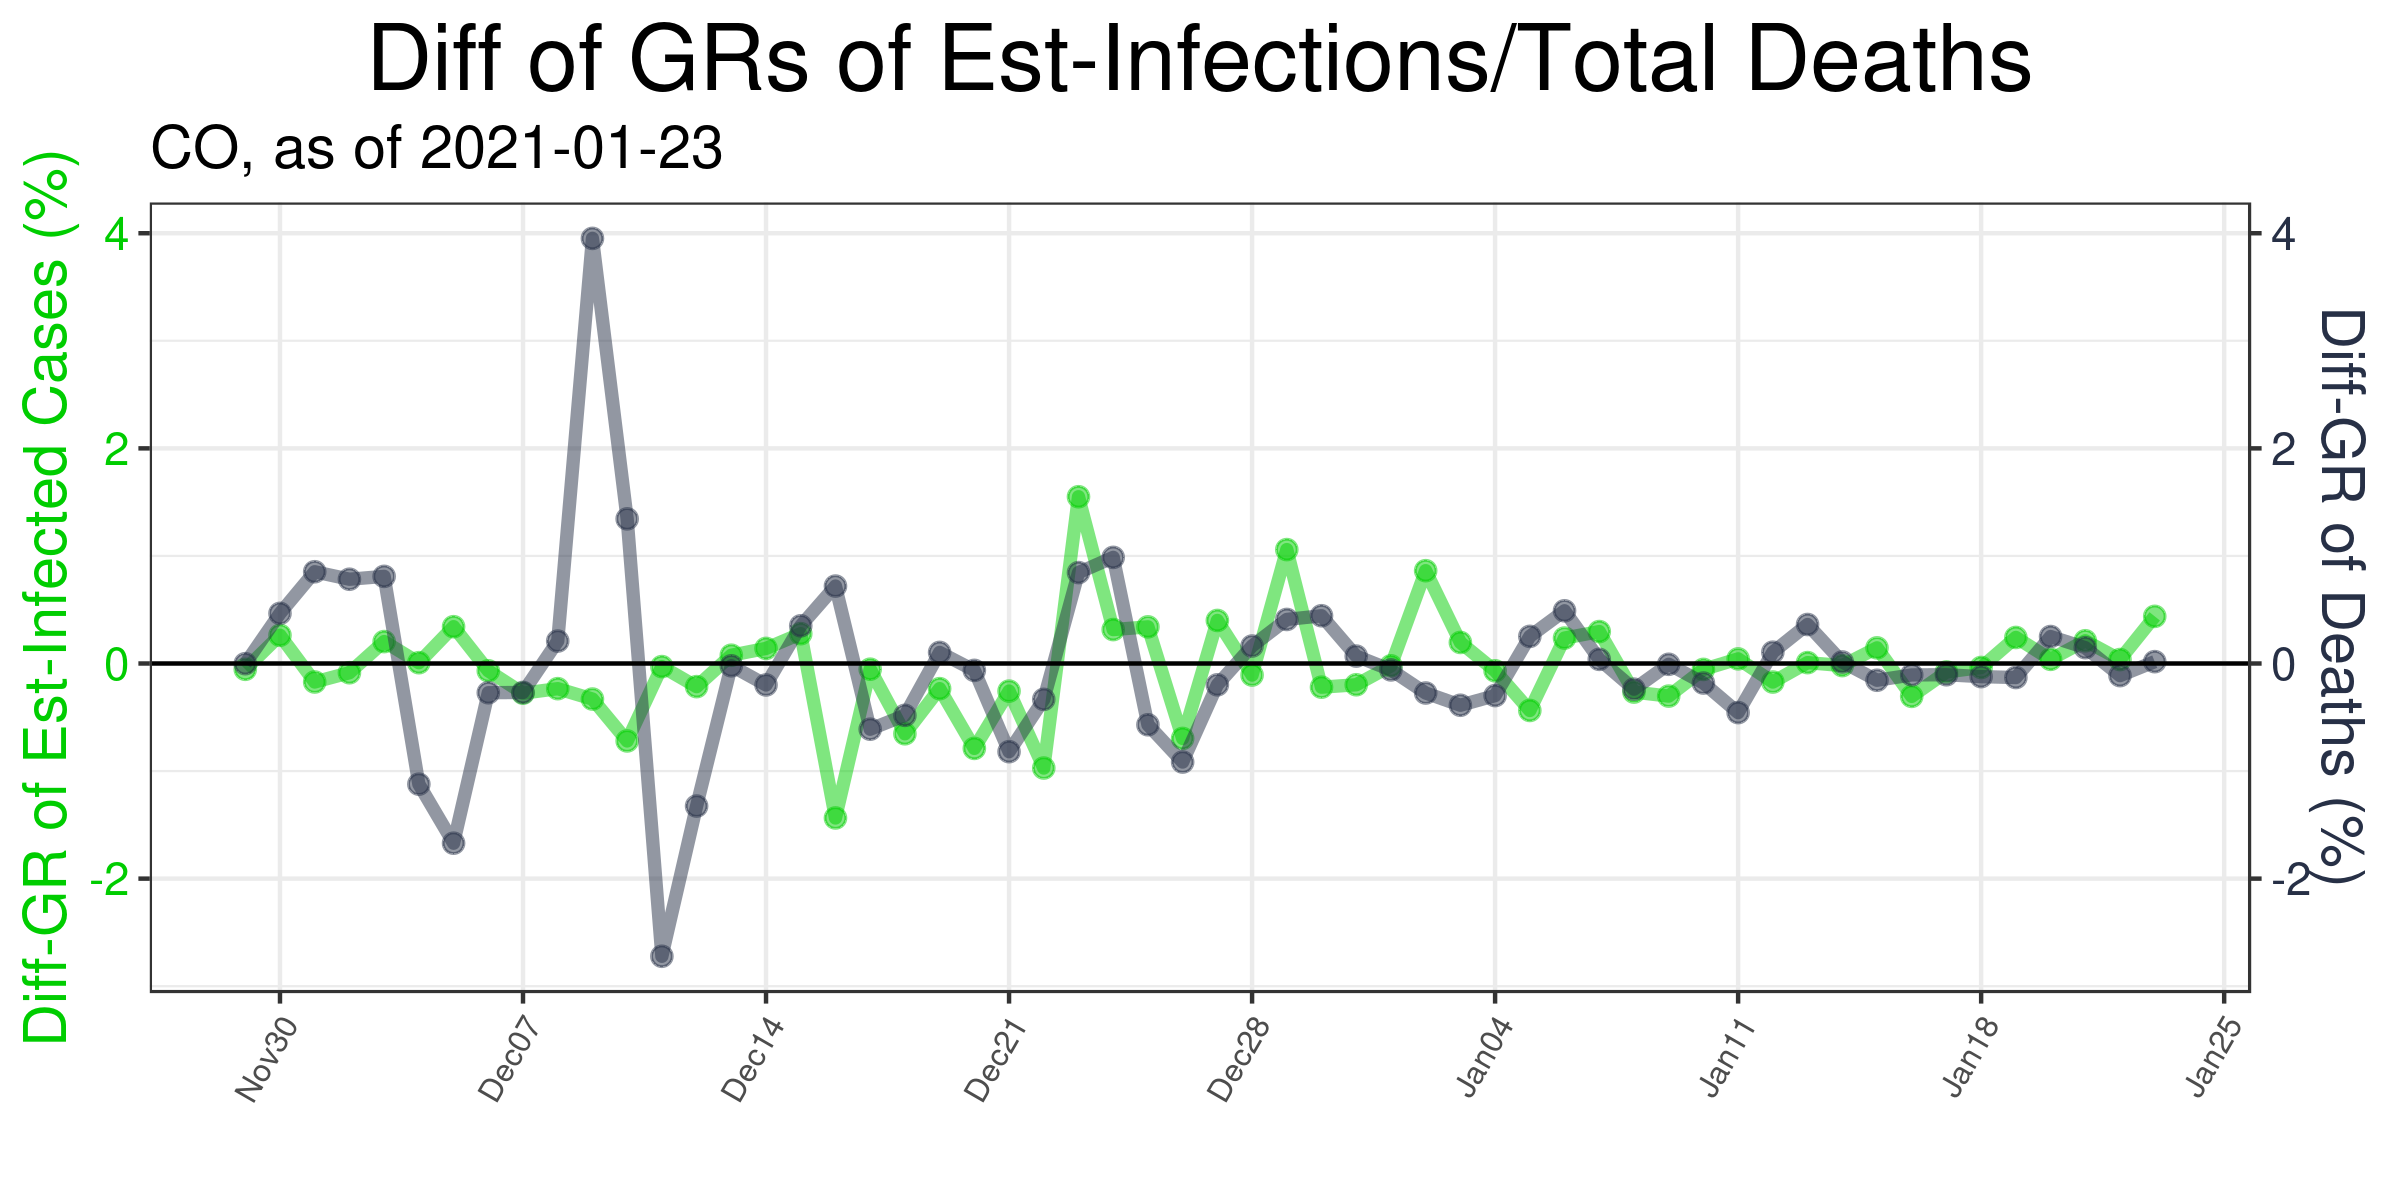 Diff of GRs of Est-Infections/Total Deaths
CO, as of 2021-01-23
Diff-GR of Est-Infected Cases (%)
4
2
0
-2
4
2
0
-2
Diff-GR of Deaths (%)
Nov30
Dec07
Dec14
Dec21
Dec28
Jan04
Jan11
Jan18
Jan25